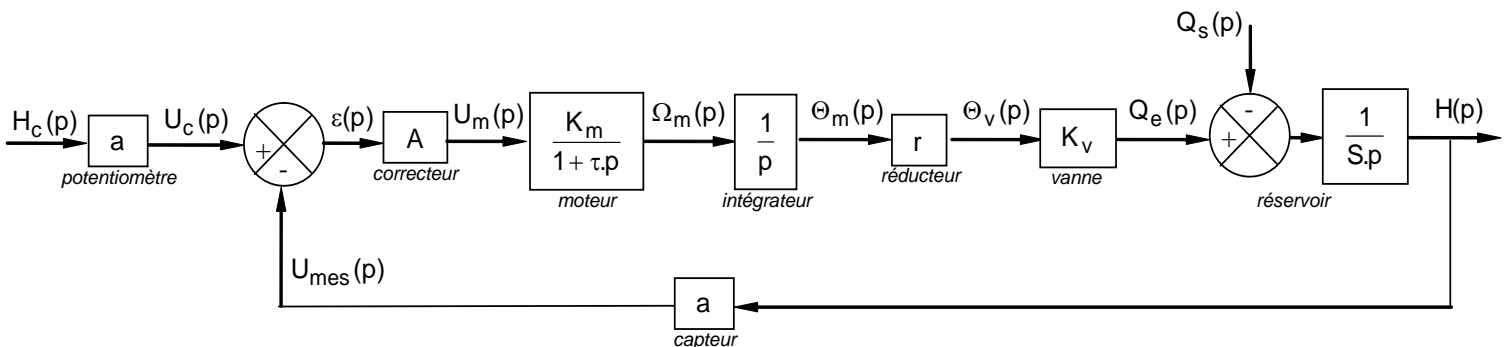 Q_s(p)
H_c(p)
a
potentiomètre
U_c(p)
+
-
ε(p)
A
correcteur
U_m(p)
K_m
1 + τ.p
moteur
Ω_m(p)
1
p
intégrateur
Θ_m(p)
r
réducteur
Θ_v(p)
K_v
vanne
Q_e(p)
-
+
1
S.p
réservoir
H(p)
U_mes(p)
a
capteur